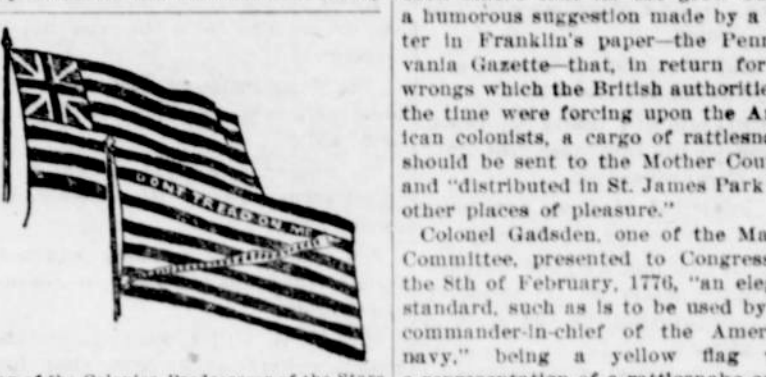 DONT TREAD ON ME
a humorous suggestion made by a
ter in Franklin's paper—the Penn
vania Gazette—that, in return for
wrongs which the British authoritie
the time were forcing upon the A
ican colonists, a cargo of rattlesn
should be sent to the Mother Cou
and "distributed in St. James Park
other places of pleasure."
Colonel Gadsden, one of the Ma
Committee, presented to Congress
the 8th of February, 1776, "an ele
standard, such as is to be used by
commander-in-chief of the Amer
navy," being a yellow flag